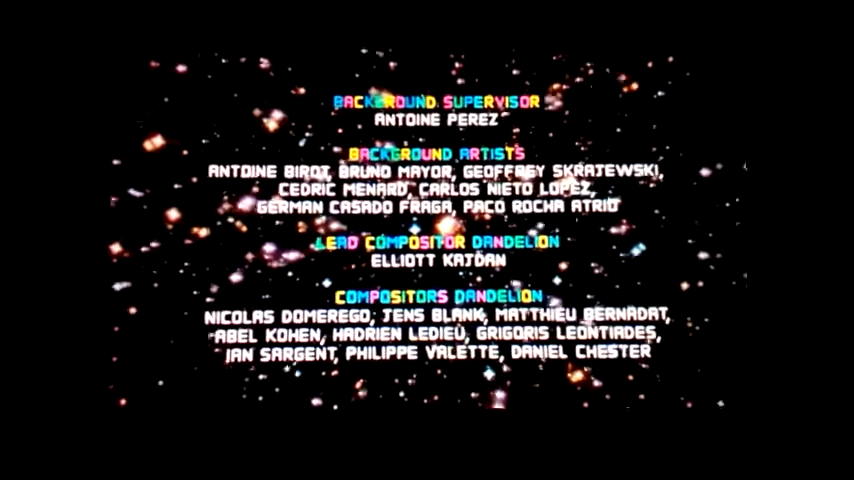 BACKGROUND SUPERVISOR
ANTOINE PEREZ
BACKGROUND ARTISTS
ANTOINE BIROT, BRUNO MAYOR, GEOFFREY SKRAJEWSKI,
CEDRIC MENARD, CARLOS NIETO LOPEZ,
GERMAN CASADO FRAGA, PACO ROCHA ATRIO
LEAD COMPOSITOR DANDELION
ELLIOTT KAJDAN
COMPOSITORS DANDELION
NICOLAS DOMEREGO, JENS BLANK, MATTHIEU BERNADAT,
ABEL KOHEN, HADRIEN LEDIEU, GRIGORIS LEONTIADES,
IAN SARGENT, PHILIPPE VALETTE, DANIEL CHESTER